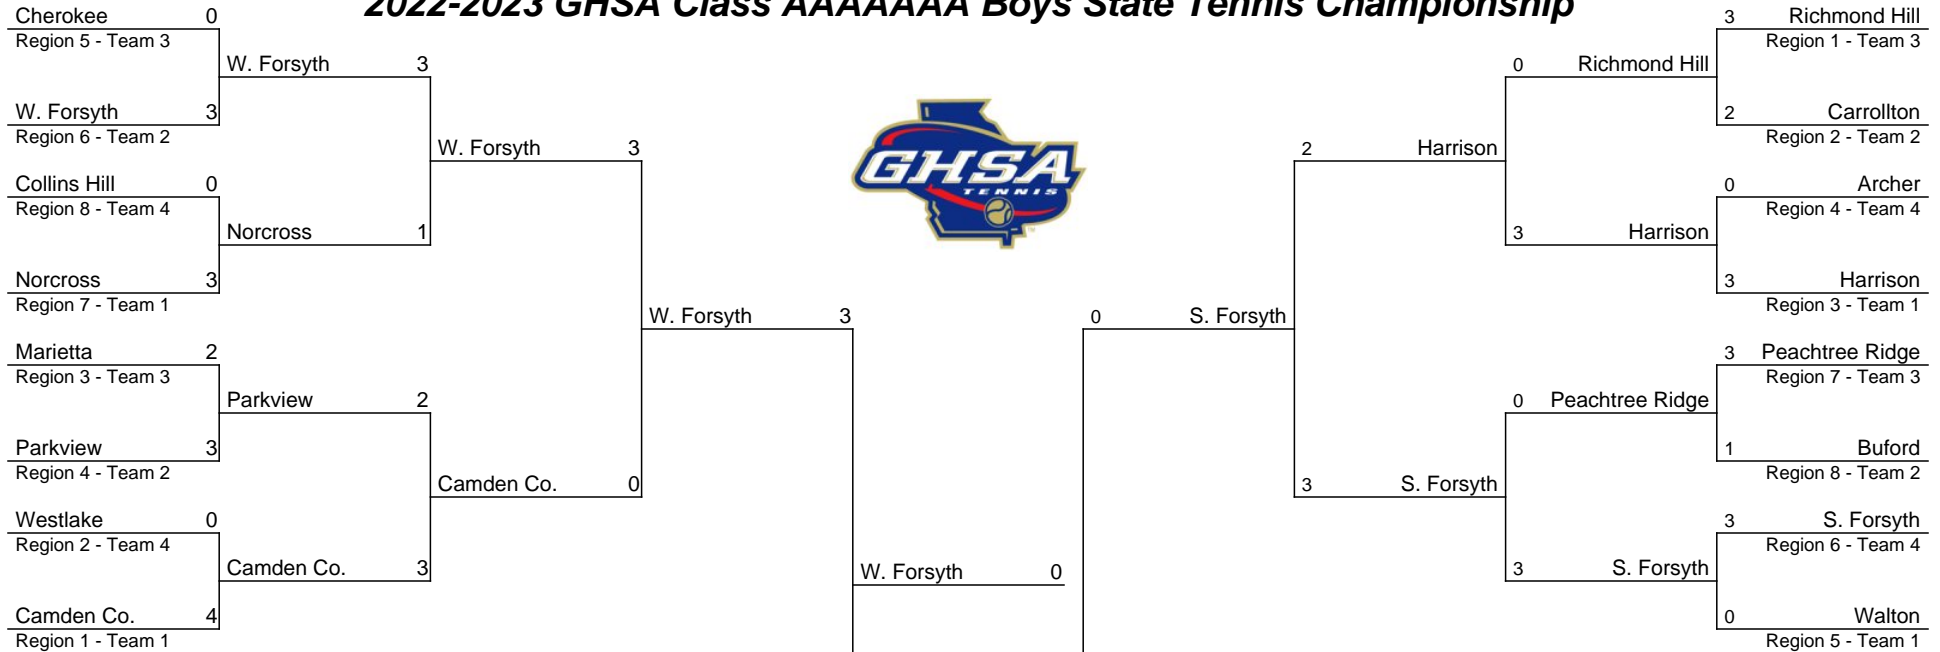 2022-2023 GHSA Class AAAAAAA Boys State Tennis Championship
Cherokee 0
Region 5 - Team 3
W. Forsyth 3
W. Forsyth 3
Region 6 - Team 2
W. Forsyth 3
Collins Hill 0
Region 8 - Team 4
Norcross 1
Norcross 3
Region 7 - Team 1
W. Forsyth 3
Marietta 2
Region 3 - Team 3
Parkview 2
Parkview 3
Region 4 - Team 2
Camden Co. 0
Westlake 0
Region 2 - Team 4
Camden Co. 3
Camden Co. 4
Region 1 - Team 1
W. Forsyth 0
GHSA
TENNIS
TM
3 Richmond Hill
Region 1 - Team 3
0 Richmond Hill
2 Carrollton
Region 2 - Team 2
2 Harrison
0 Archer
Region 4 - Team 4
3 Harrison
3 Harrison
Region 3 - Team 1
0 S. Forsyth
3 Peachtree Ridge
Region 7 - Team 3
0 Peachtree Ridge
1 Buford
Region 8 - Team 2
3 S. Forsyth
3 S. Forsyth
Region 6 - Team 4
3 S. Forsyth
0 Walton
Region 5 - Team 1